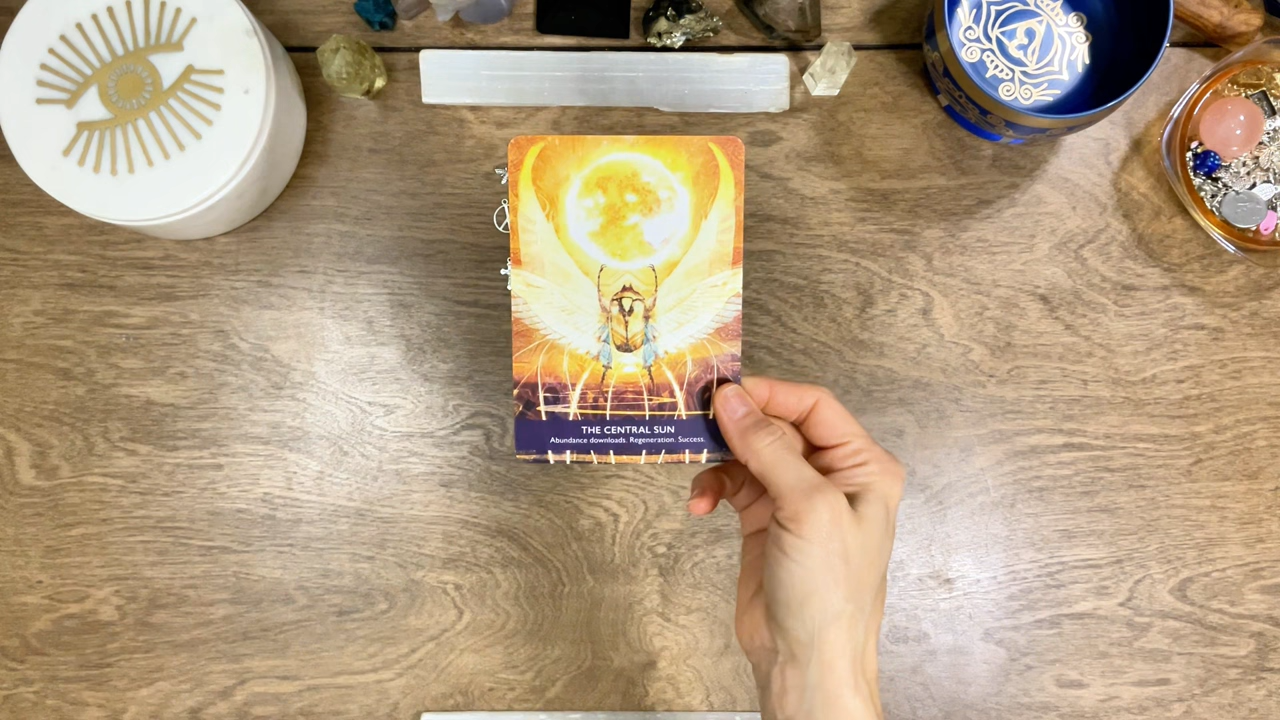 THE CENTRAL SUN
Abundance downloads. Regeneration. Success.